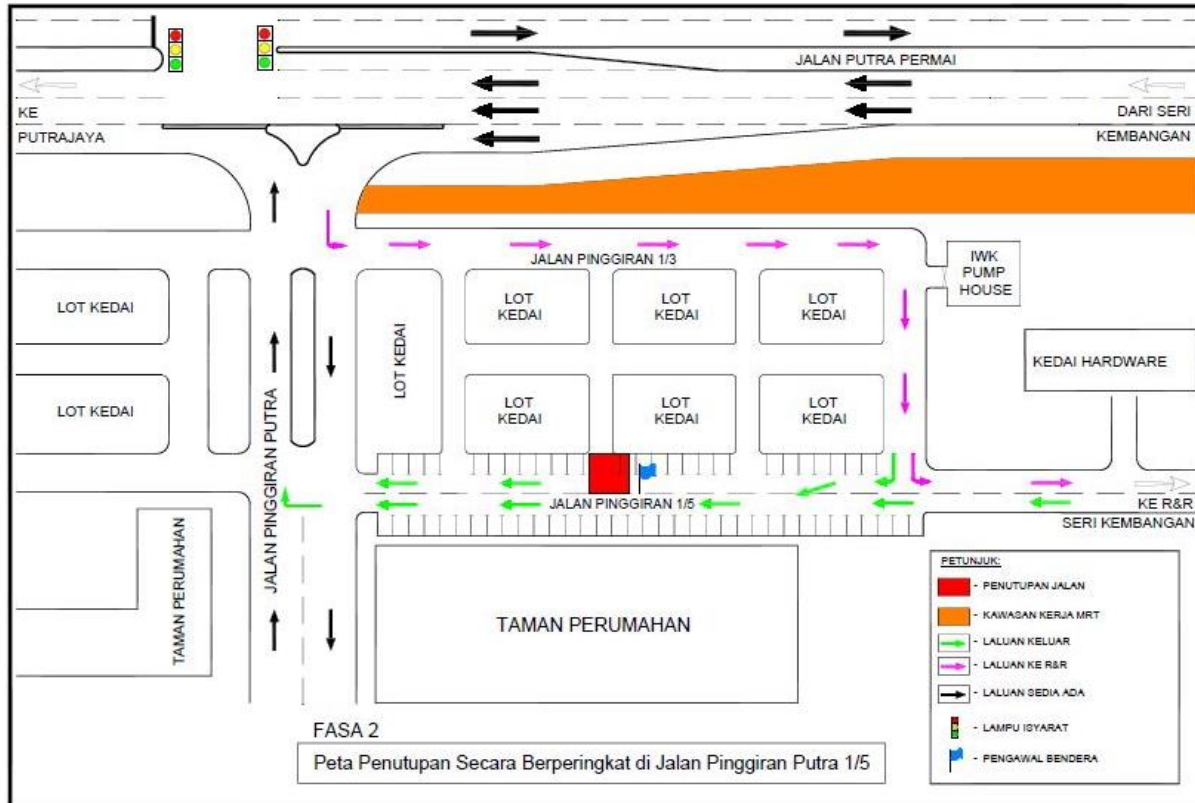 JALAN PUTRA PERMAI
KE
PUTRAJAYA
DARI SERI
KEMBANGAN
JALAN PINGGIRAN 1/3
IWK
PUMP
HOUSE
LOT KEDAI
LOT KEDAI
LOT
KEDAI
LOT
KEDAI
LOT
KEDAI
KEDAI HARDWARE
LOT KEDAI
LOT
KEDAI
LOT
KEDAI
LOT
KEDAI
JALAN PINGGIRAN PUTRA
JALAN PINGGIRAN 1/5
KE R&R
SERI KEMBANGAN
TAMAN PERUMAHAN
TAMAN PERUMAHAN
PETUNJUK:
- PENUTUPAN JALAN
- KAWASAN KERJA MRT
- LALUAN KELUAR
- LALUAN KE R&R
- LALUAN SEDIA ADA
- LAMPU ISYARAT
- PENGAWAL BENDERA
FASA 2
Peta Penutupan Secara Berperingkat di Jalan Pinggiran Putra 1/5